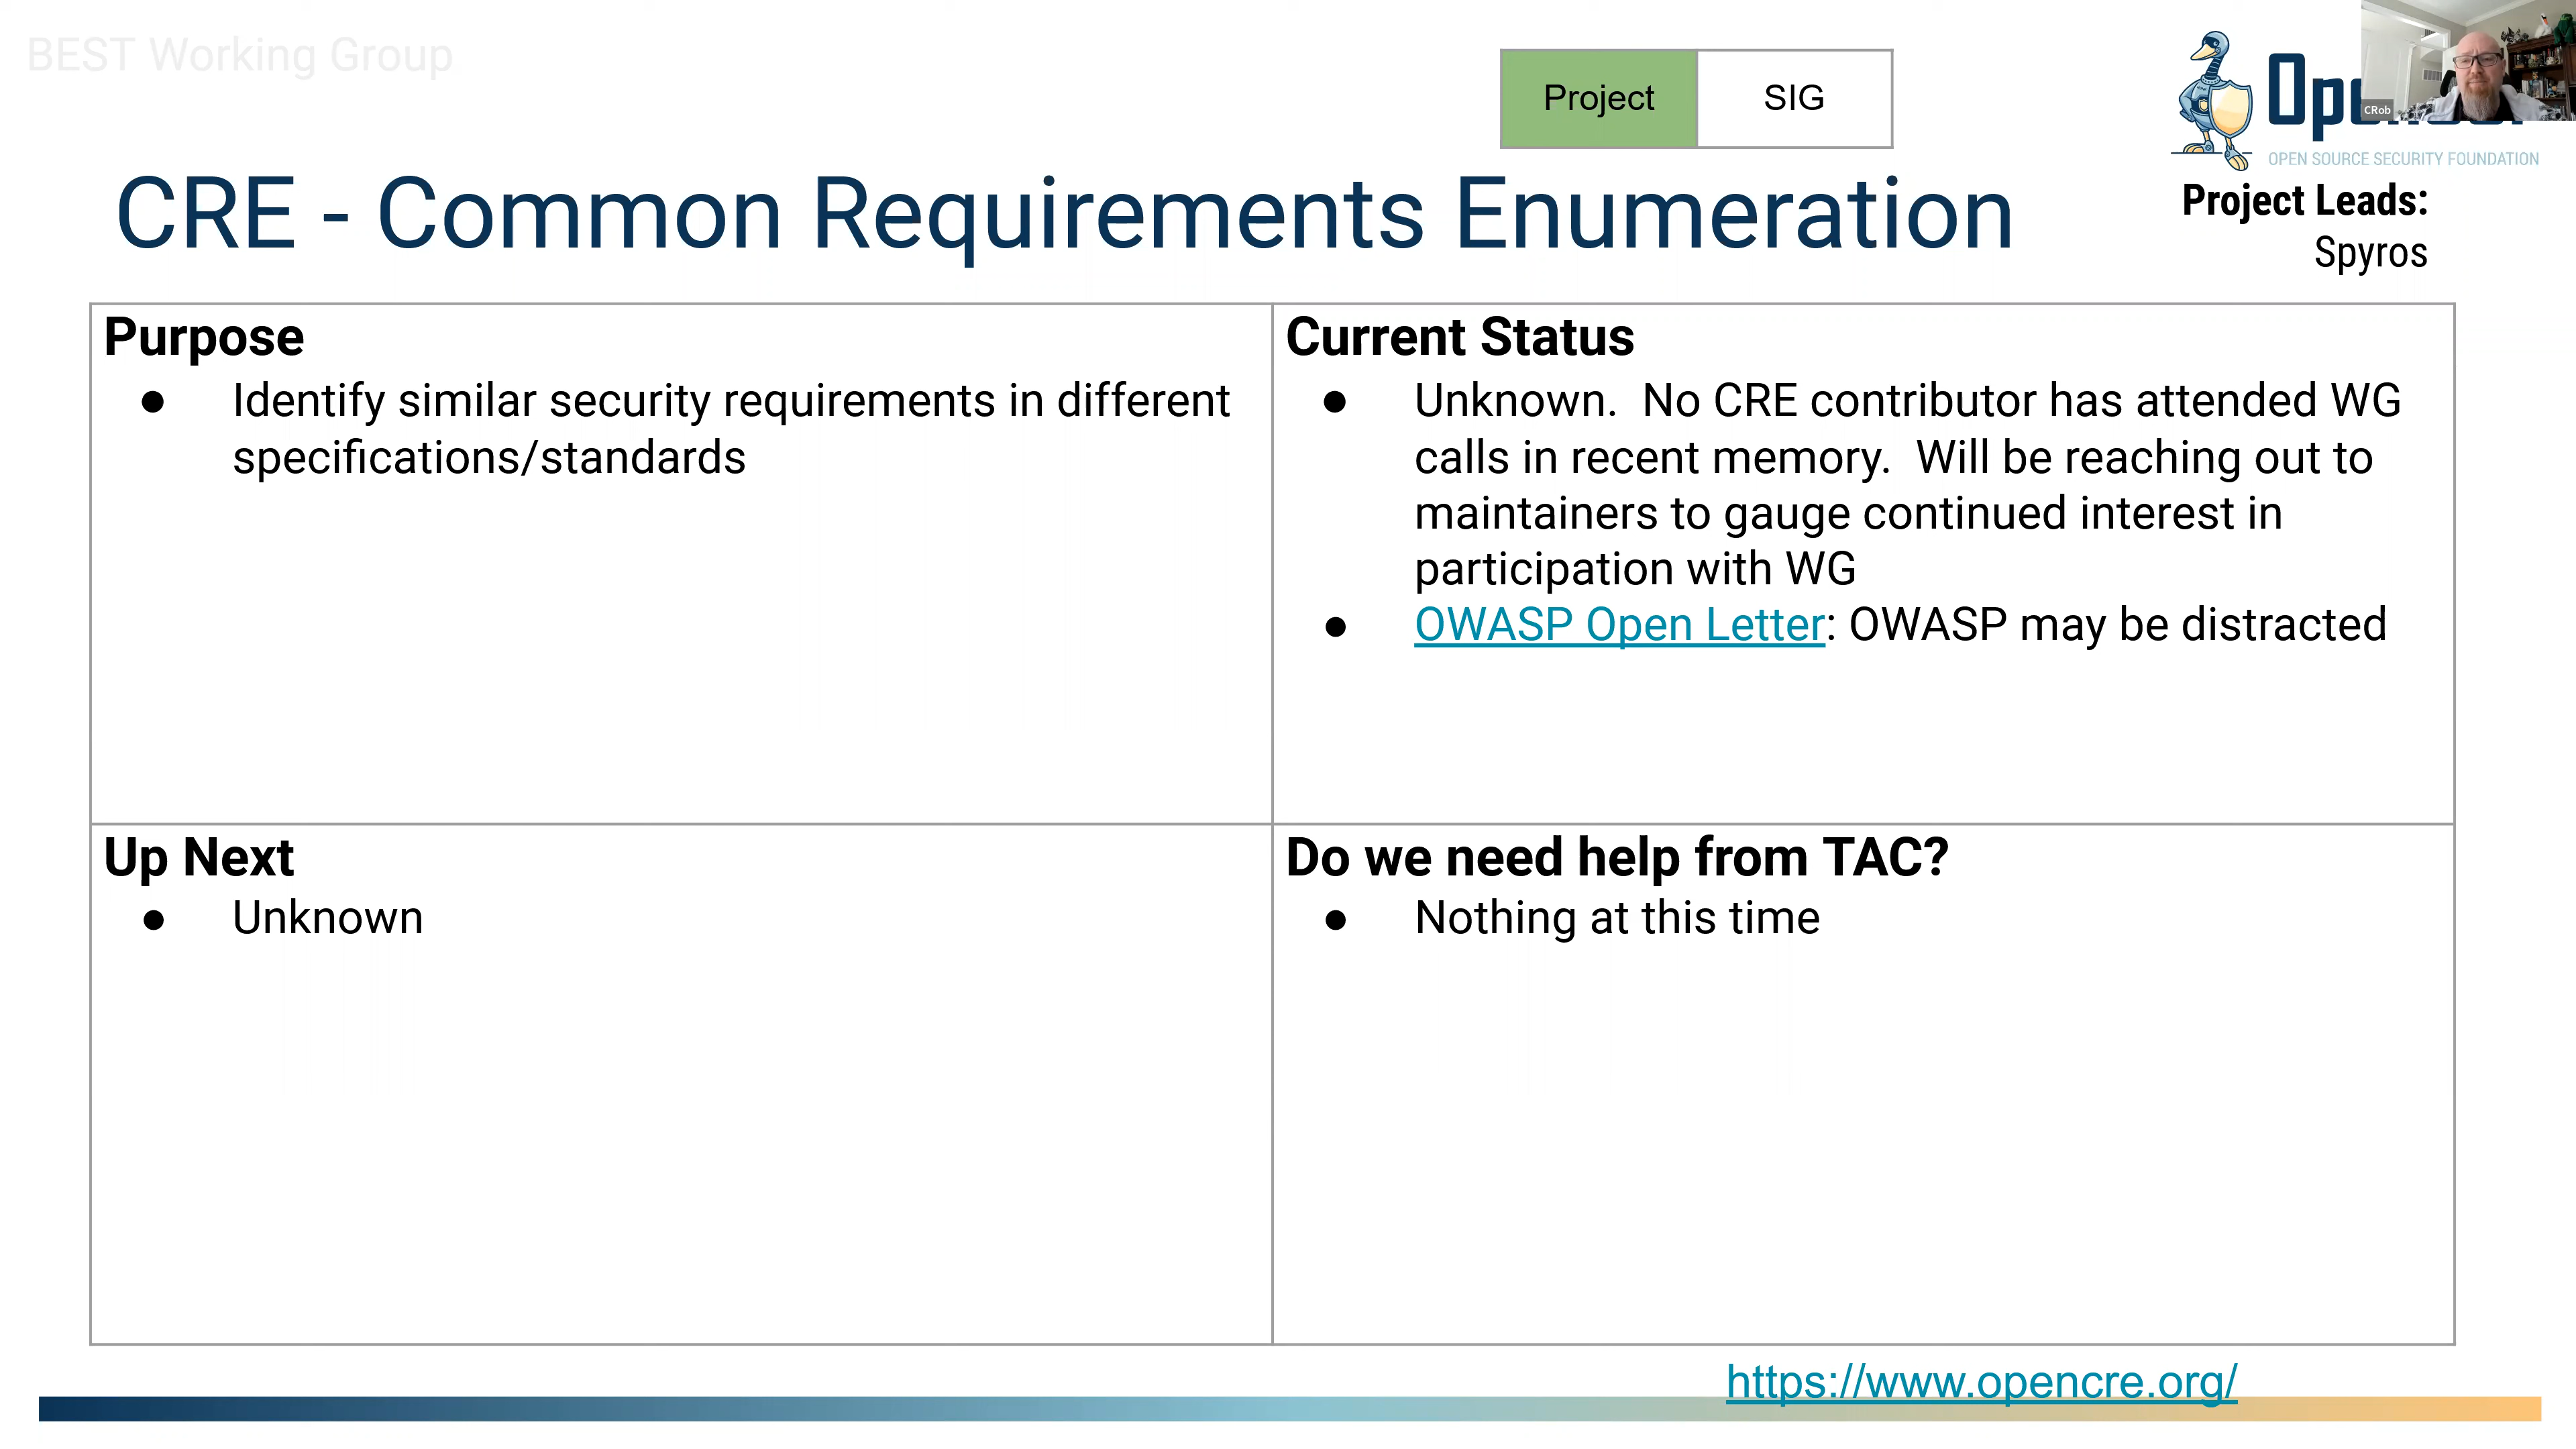 BEST Working Group
Project
SIG
CRob
OPEN SOURCE SECURITY FOUNDATION
CRE - Common Requirements Enumeration
Project Leads:
Spyros
Purpose
● Identify similar security requirements in different
specifications/standards
Current Status
● Unknown.  No CRE contributor has attended WG
calls in recent memory.  Will be reaching out to
maintainers to gauge continued interest in
participation with WG
● OWASP Open Letter: OWASP may be distracted
Up Next
● Unknown
Do we need help from TAC?
● Nothing at this time
https://www.opencre.org/